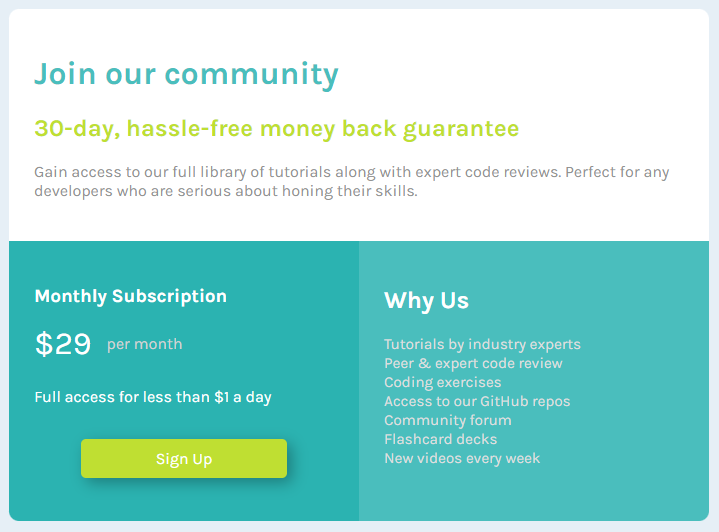 Join our community
30-day, hassle-free money back guarantee
Gain access to our full library of tutorials along with expert code reviews. Perfect for any
developers who are serious about honing their skills.
Monthly Subscription
$29 per month
Full access for less than $1 a day
Sign Up
Why Us
Tutorials by industry experts
Peer & expert code review
Coding exercises
Access to our GitHub repos
Community forum
Flashcard decks
New videos every week